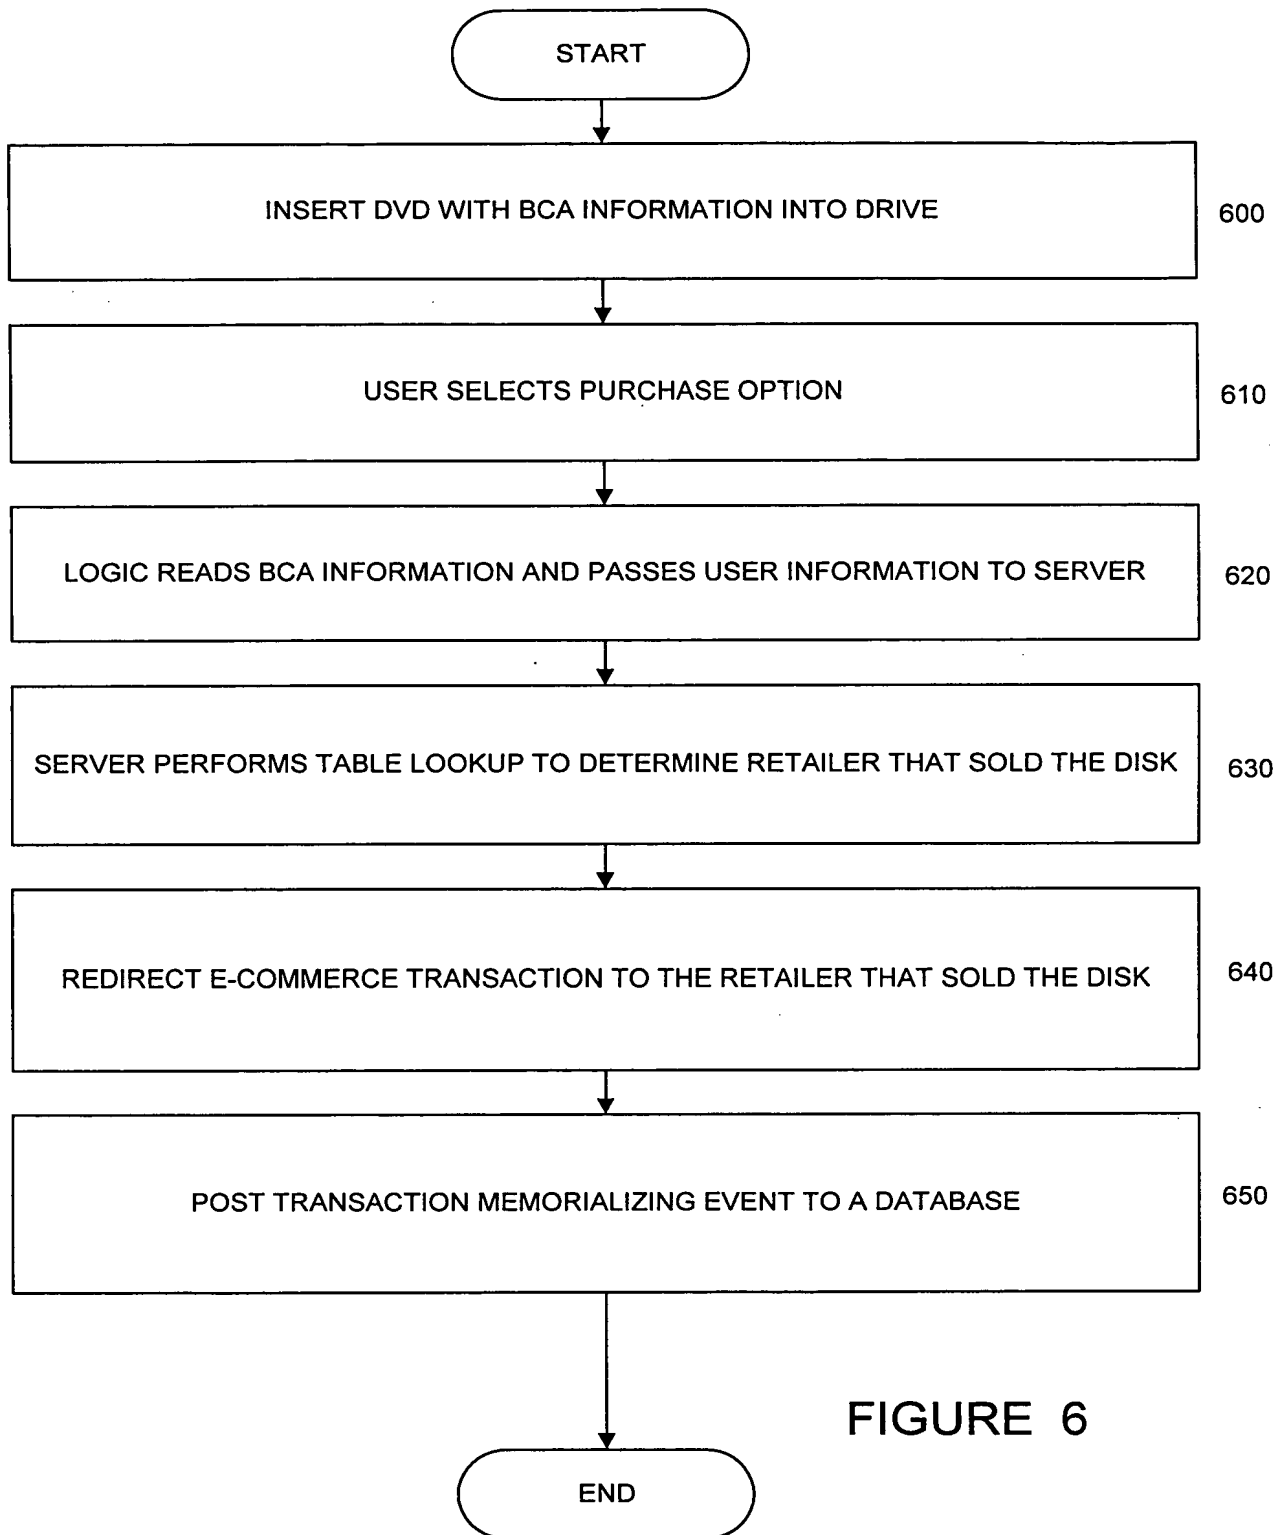 START
INSERT DVD WITH BCA INFORMATION INTO DRIVE
600
USER SELECTS PURCHASE OPTION
610
LOGIC READS BCA INFORMATION AND PASSES USER INFORMATION TO SERVER
620
SERVER PERFORMS TABLE LOOKUP TO DETERMINE RETAILER THAT SOLD THE DISK
630
REDIRECT E-COMMERCE TRANSACTION TO THE RETAILER THAT SOLD THE DISK
640
POST TRANSACTION MEMORIALIZING EVENT TO A DATABASE
650
FIGURE 6
END